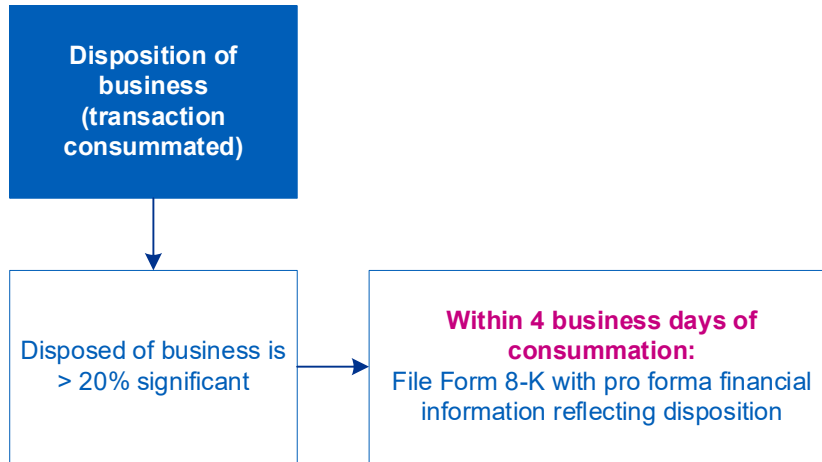 Disposition of
business
(transaction
consummated)
Disposed of business is
> 20% significant
Within 4 business days of
consummation:
File Form 8-K with pro forma financial
information reflecting disposition